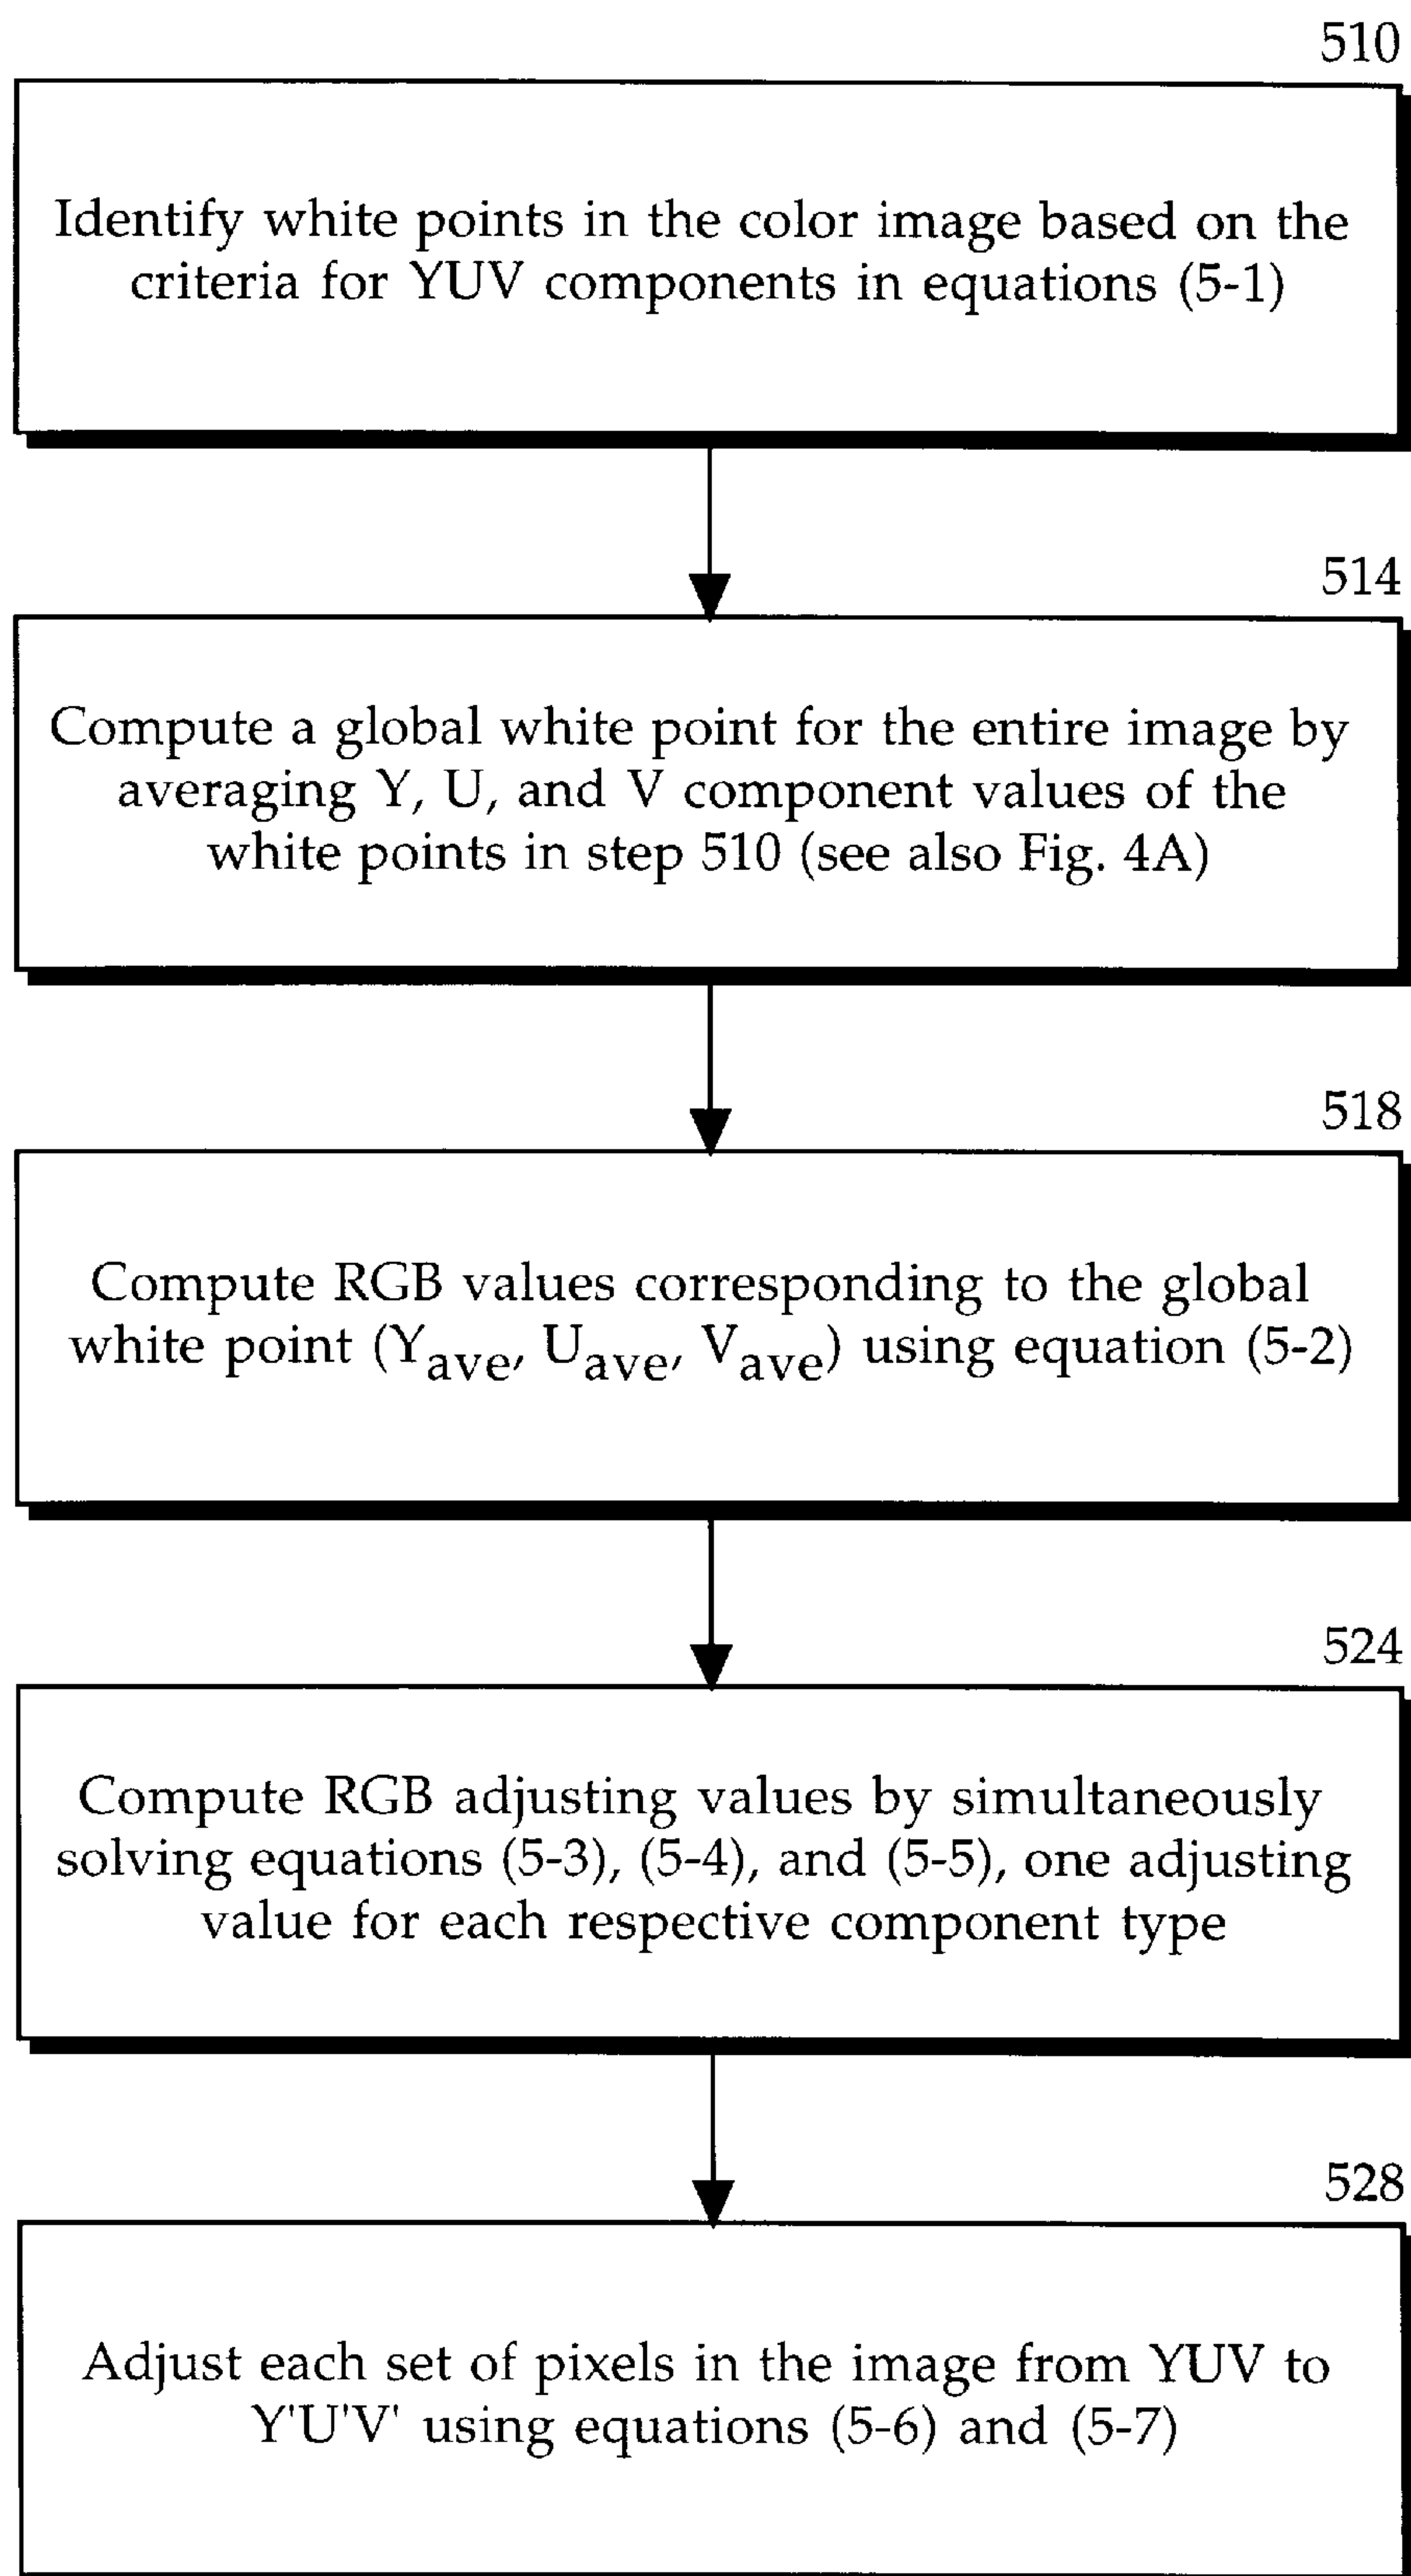 510
Identify white points in the color image based on the
criteria for YUV components in equations (5-1)
514
Compute a global white point for the entire image by
averaging Y, U, and V component values of the
white points in step 510 (see also Fig. 4A)
518
Compute RGB values corresponding to the global
white point (Yave, Uave, Vave) using equation (5-2)
524
Compute RGB adjusting values by simultaneously
solving equations (5-3), (5-4), and (5-5), one adjusting
value for each respective component type
528
Adjust each set of pixels in the image from YUV to
Y'U'V' using equations (5-6) and (5-7)